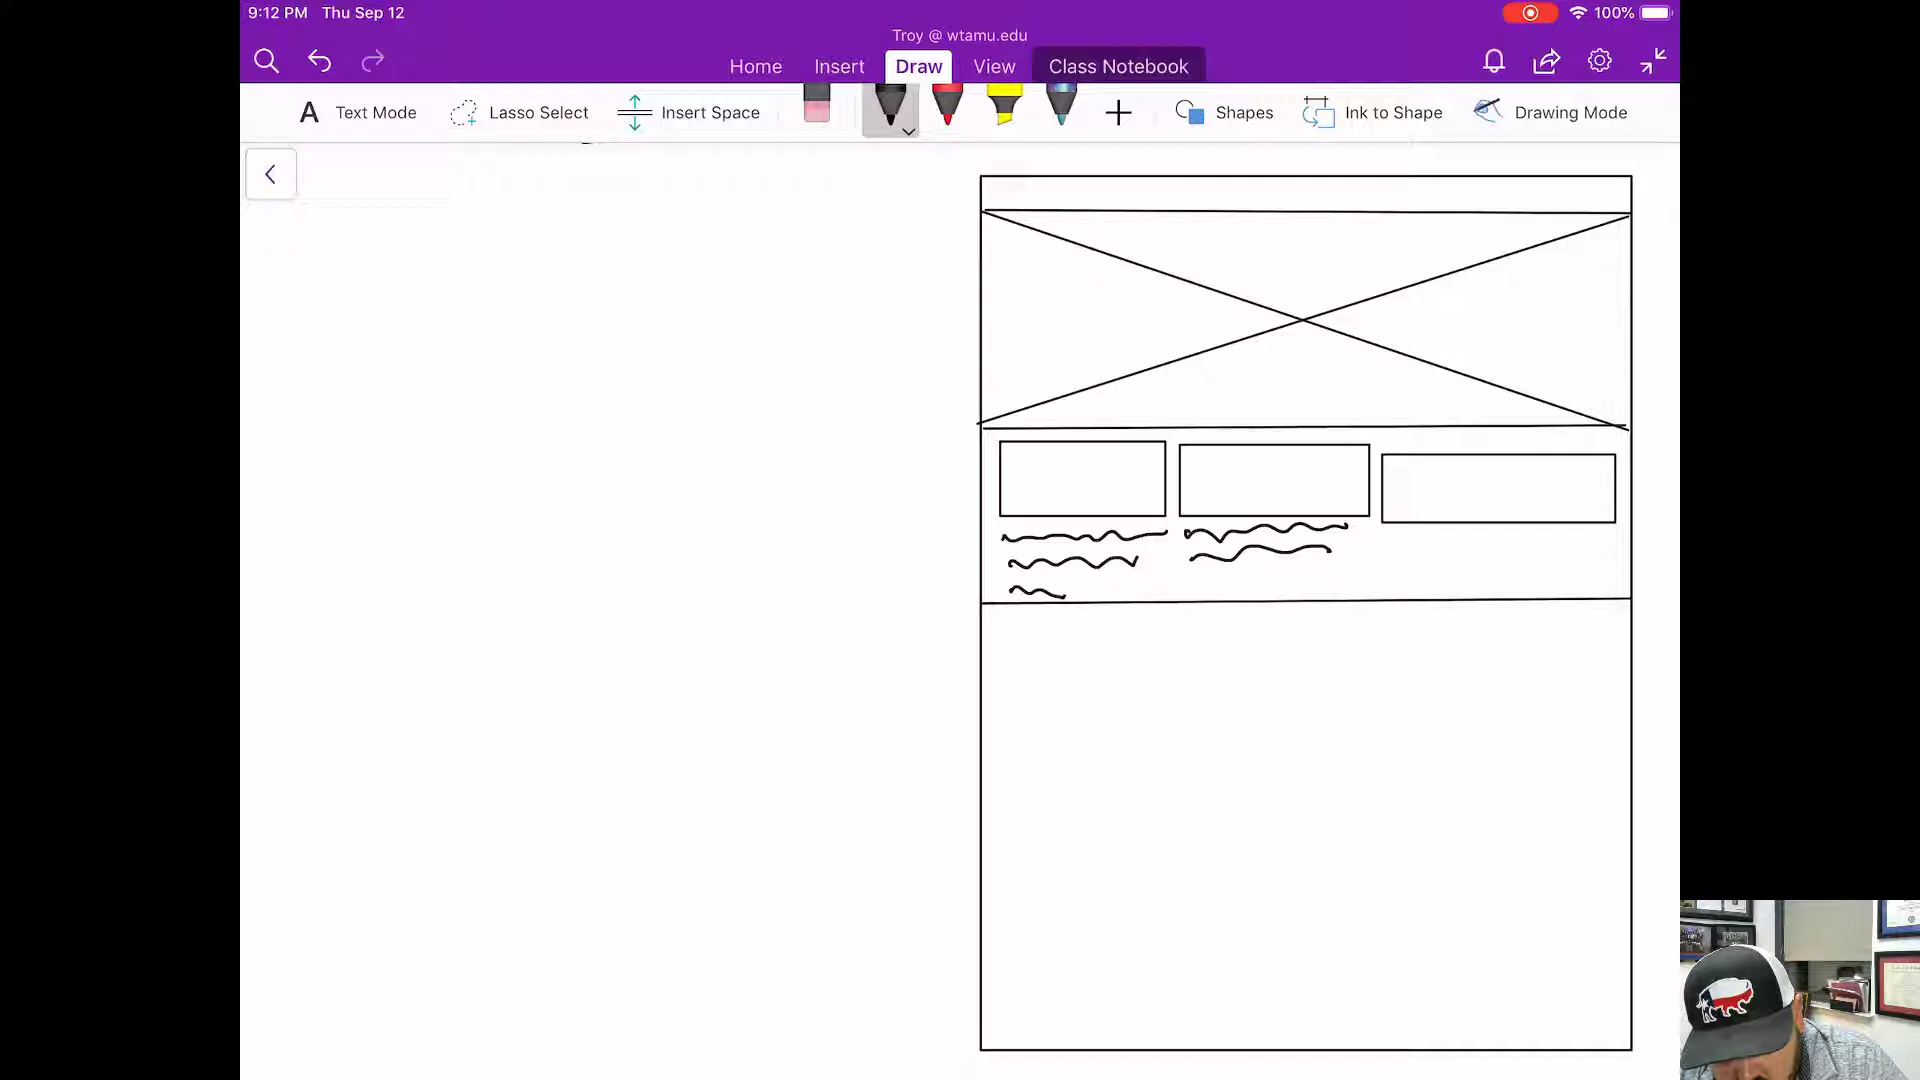 9:12 PM Thu Sep 12
100%
Troy @ wtamu.edu
Home Insert Draw View Class Notebook
A Text Mode Lasso Select Insert Space Shapes Ink to Shape Drawing Mode